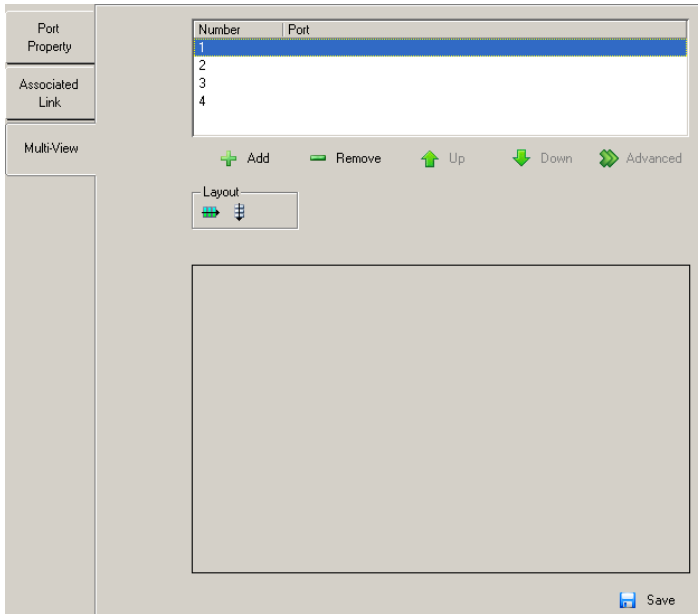 Port
Property
Associated
Link
Multi-View
Number Port
1
2
3
4
Add Remove Up Down Advanced
Layout
Save